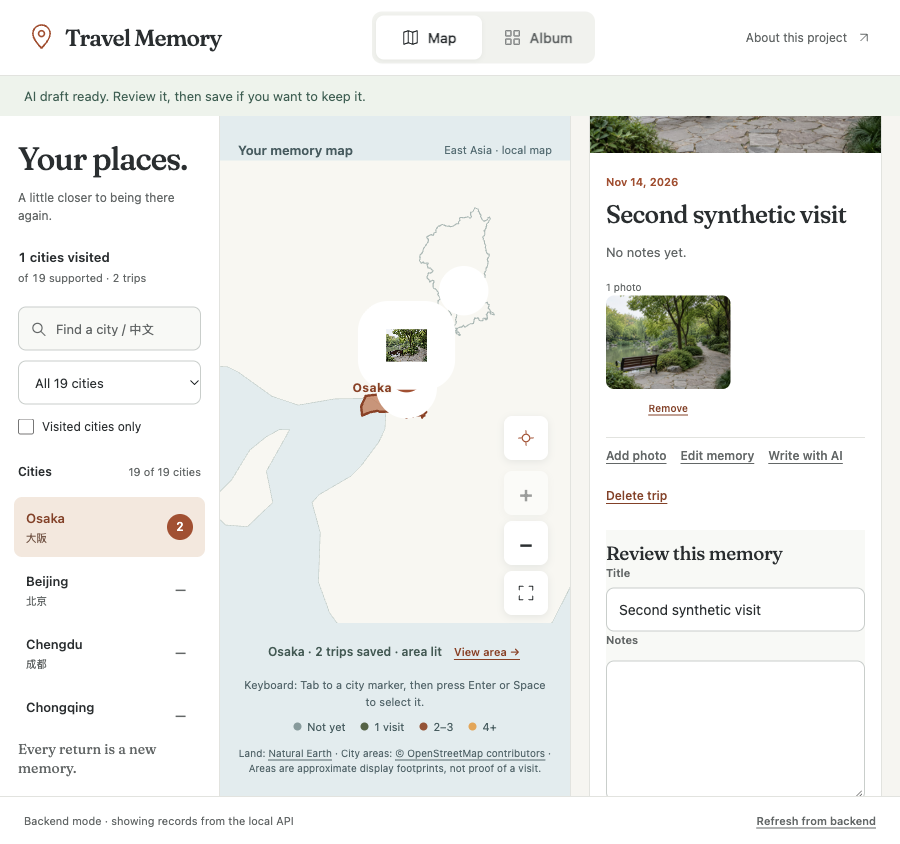 Travel Memory
Map
Album
About this project
AI draft ready. Review it, then save if you want to keep it.
Your places.
A little closer to being there
again.
1 cities visited
of 19 supported · 2 trips
Find a city / 中文
All 19 cities
Visited cities only
Cities
19 of 19 cities
Osaka
大阪
2
Beijing
北京
—
Chengdu
成都
—
Chongqing
—
Every return is a new
memory.
Your memory map
East Asia · local map
Osaka
Osaka · 2 trips saved · area lit
View area →
Keyboard: Tab to a city marker, then press Enter or Space
to select it.
Not yet
1 visit
2–3
4+
Land: Natural Earth · City areas: © OpenStreetMap contributors ·
Areas are approximate display footprints, not proof of a visit.
Nov 14, 2026
Second synthetic visit
No notes yet.
1 photo
Remove
Add photo
Edit memory
Write with AI
Delete trip
Review this memory
Title
Second synthetic visit
Notes
Backend mode · showing records from the local API
Refresh from backend